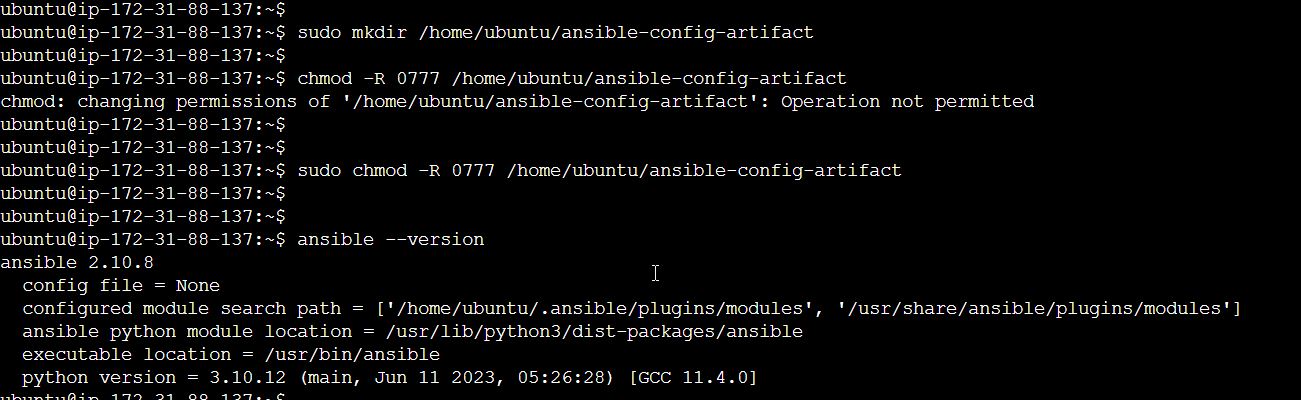 ubuntu@ip-172-31-88-137:~$
ubuntu@ip-172-31-88-137:~$ sudo mkdir /home/ubuntu/ansible-config-artifact
ubuntu@ip-172-31-88-137:~$
ubuntu@ip-172-31-88-137:~$ chmod -R 0777 /home/ubuntu/ansible-config-artifact
chmod: changing permissions of '/home/ubuntu/ansible-config-artifact': Operation not permitted
ubuntu@ip-172-31-88-137:~$
ubuntu@ip-172-31-88-137:~$
ubuntu@ip-172-31-88-137:~$ sudo chmod -R 0777 /home/ubuntu/ansible-config-artifact
ubuntu@ip-172-31-88-137:~$
ubuntu@ip-172-31-88-137:~$
ubuntu@ip-172-31-88-137:~$ ansible --version
ansible 2.10.8
  config file = None
  configured module search path = ['/home/ubuntu/.ansible/plugins/modules', '/usr/share/ansible/plugins/modules']
  ansible python module location = /usr/lib/python3/dist-packages/ansible
  executable location = /usr/bin/ansible
  python version = 3.10.12 (main, Jun 11 2023, 05:26:28) [GCC 11.4.0]
ubuntu@ip-172-31-88-137:~$